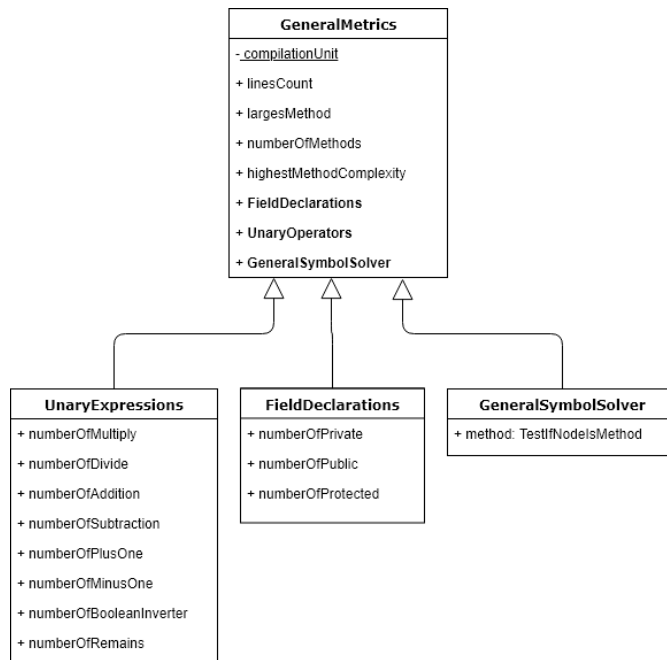 GeneralMetrics
- compilationUnit
+ linesCount
+ largesMethod
+ numberOfMethods
+ highestMethodComplexity
+ FieldDeclarations
+ UnaryOperators
+ GeneralSymbolSolver
UnaryExpressions
+ numberOfMultiply
+ numberOfDivide
+ numberOfAddition
+ numberOfSubtraction
+ numberOfPlusOne
+ numberOfMinusOne
+ numberOfBooleanInverter
+ numberOfRemains
FieldDeclarations
+ numberOfPrivate
+ numberOfPublic
+ numberOfProtected
GeneralSymbolSolver
+ method: TestIfNodeIsMethod